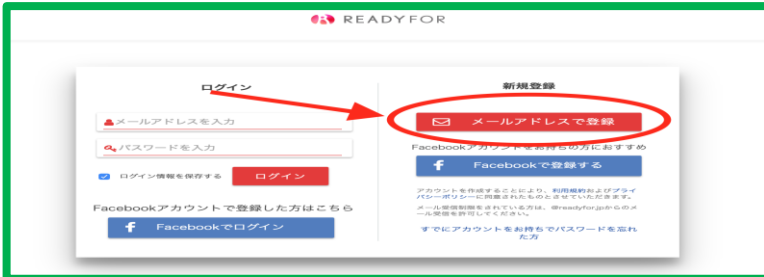 READYFOR
ログイン
メールアドレスを入力
パスワードを入力
ログイン情報を保存する
ログイン
Facebookアカウントで登録した方はこちら
Facebookでログイン
新規登録
メールアドレスで登録
Facebookアカウントをお持ちの方におすすめ
Facebookで登録する
アカウントを作成することにより、利用規約およびプライ
バシーポリシーに同意されたものとさせていただきます。
メール受信制限をされている方は、@readyfor.jpからのメ
ール受信を許可してください。
すでにアカウントをお持ちでパスワードを忘れ
た方